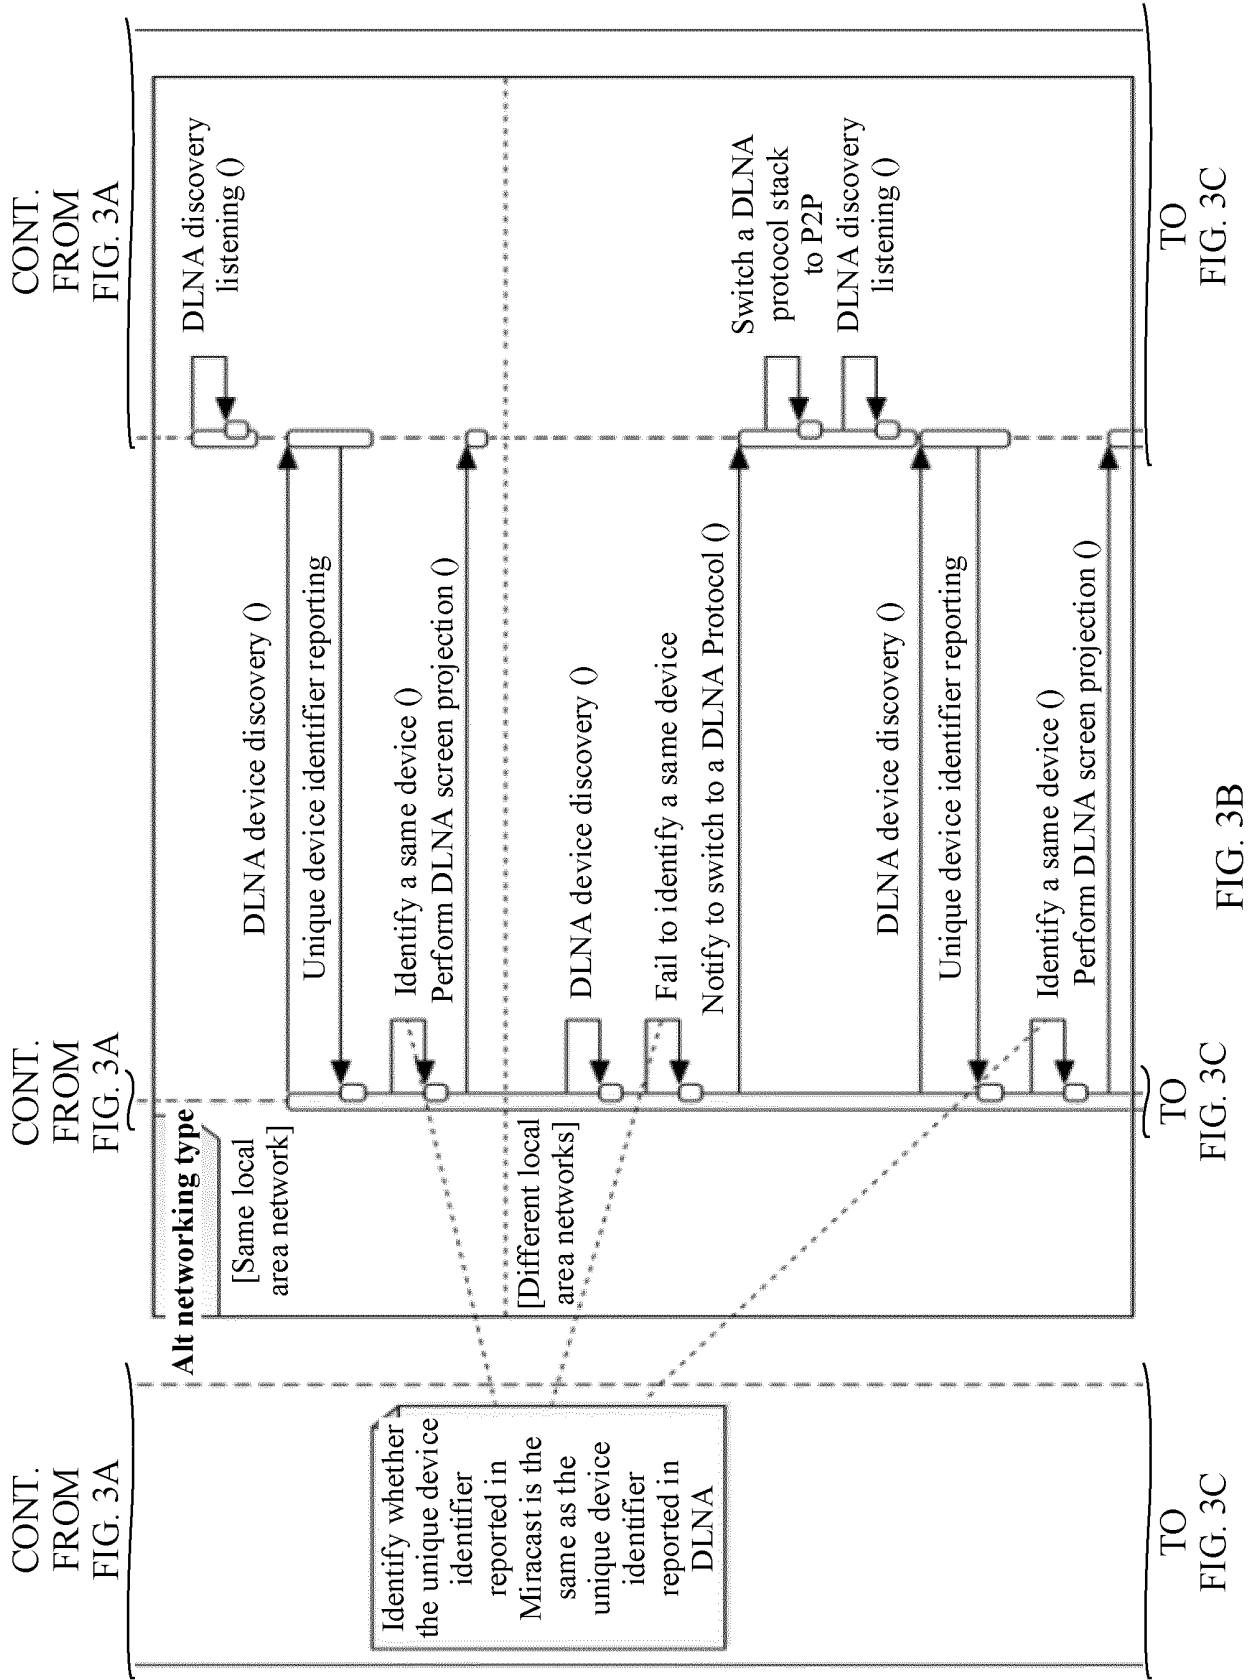 CONT.
FROM
FIG. 3A
CONT.
FROM
FIG. 3A
CONT.
FROM
FIG. 3A
Alt networking type
[Same local
area network]
DLNA discovery
listening ()
DLNA device discovery ()
Unique device identifier reporting
Identify a same device ()
Perform DLNA screen projection ()
Identify whether
the unique device
identifier
reported in
Miracast is the
same as the
unique device
identifier
reported in
DLNA
[Different local
area networks]
DLNA device discovery ()
Fail to identify a same device
Notify to switch to a DLNA Protocol ()
Switch a DLNA
protocol stack
to P2P
DLNA discovery
listening ()
DLNA device discovery ()
Unique device identifier reporting
Identify a same device ()
Perform DLNA screen projection ()
TO
FIG. 3C
TO
FIG. 3C
TO
FIG. 3C
FIG. 3B